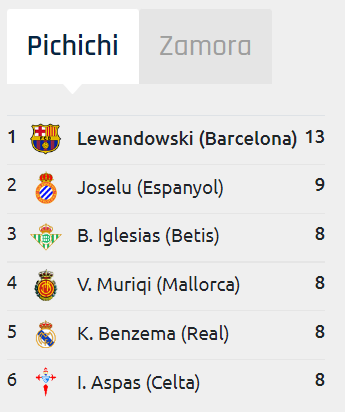 Pichichi Zamora
1 Lewandowski (Barcelona) 13
2 Joselu (Espanyol) 9
3 B. Iglesias (Betis) 8
4 V. Muriqi (Mallorca) 8
5 K. Benzema (Real) 8
6 I. Aspas (Celta) 8